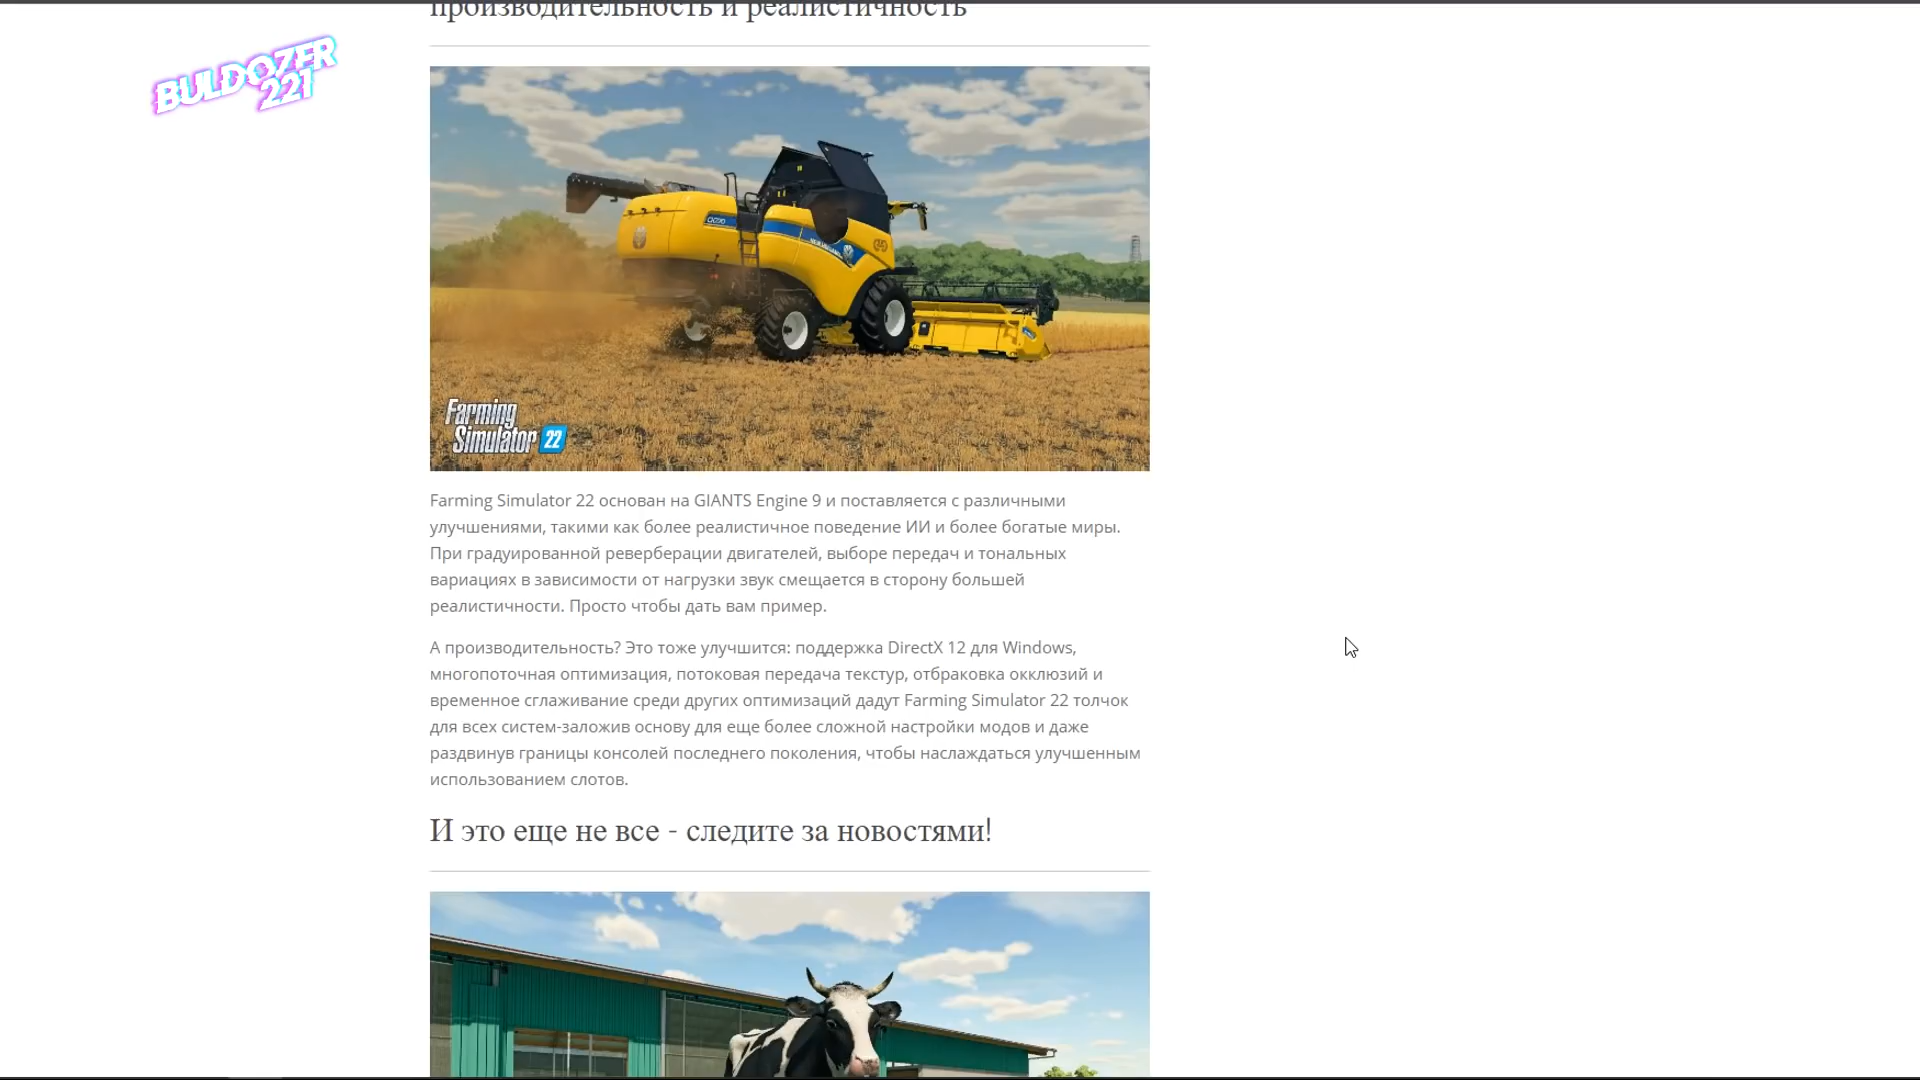 производительность и реалистичность
BULDOZER
221
NEW HOLLAND
Farming
Simulator 22
Farming Simulator 22 основан на GIANTS Engine 9 и поставляется с различными
улучшениями, такими как более реалистичное поведение ИИ и более богатые миры.
При градуированной реверберации двигателей, выборе передач и тональных
вариациях в зависимости от нагрузки звук смещается в сторону большей
реалистичности. Просто чтобы дать вам пример.
А производительность? Это тоже улучшится: поддержка DirectX 12 для Windows,
многопоточная оптимизация, потоковая передача текстур, отбраковка окклюзий и
временное сглаживание среди других оптимизаций дадут Farming Simulator 22 толчок
для всех систем-заложив основу для еще более сложной настройки модов и даже
раздвинув границы консолей последнего поколения, чтобы наслаждаться улучшенным
использованием слотов.
И это еще не все - следите за новостями!